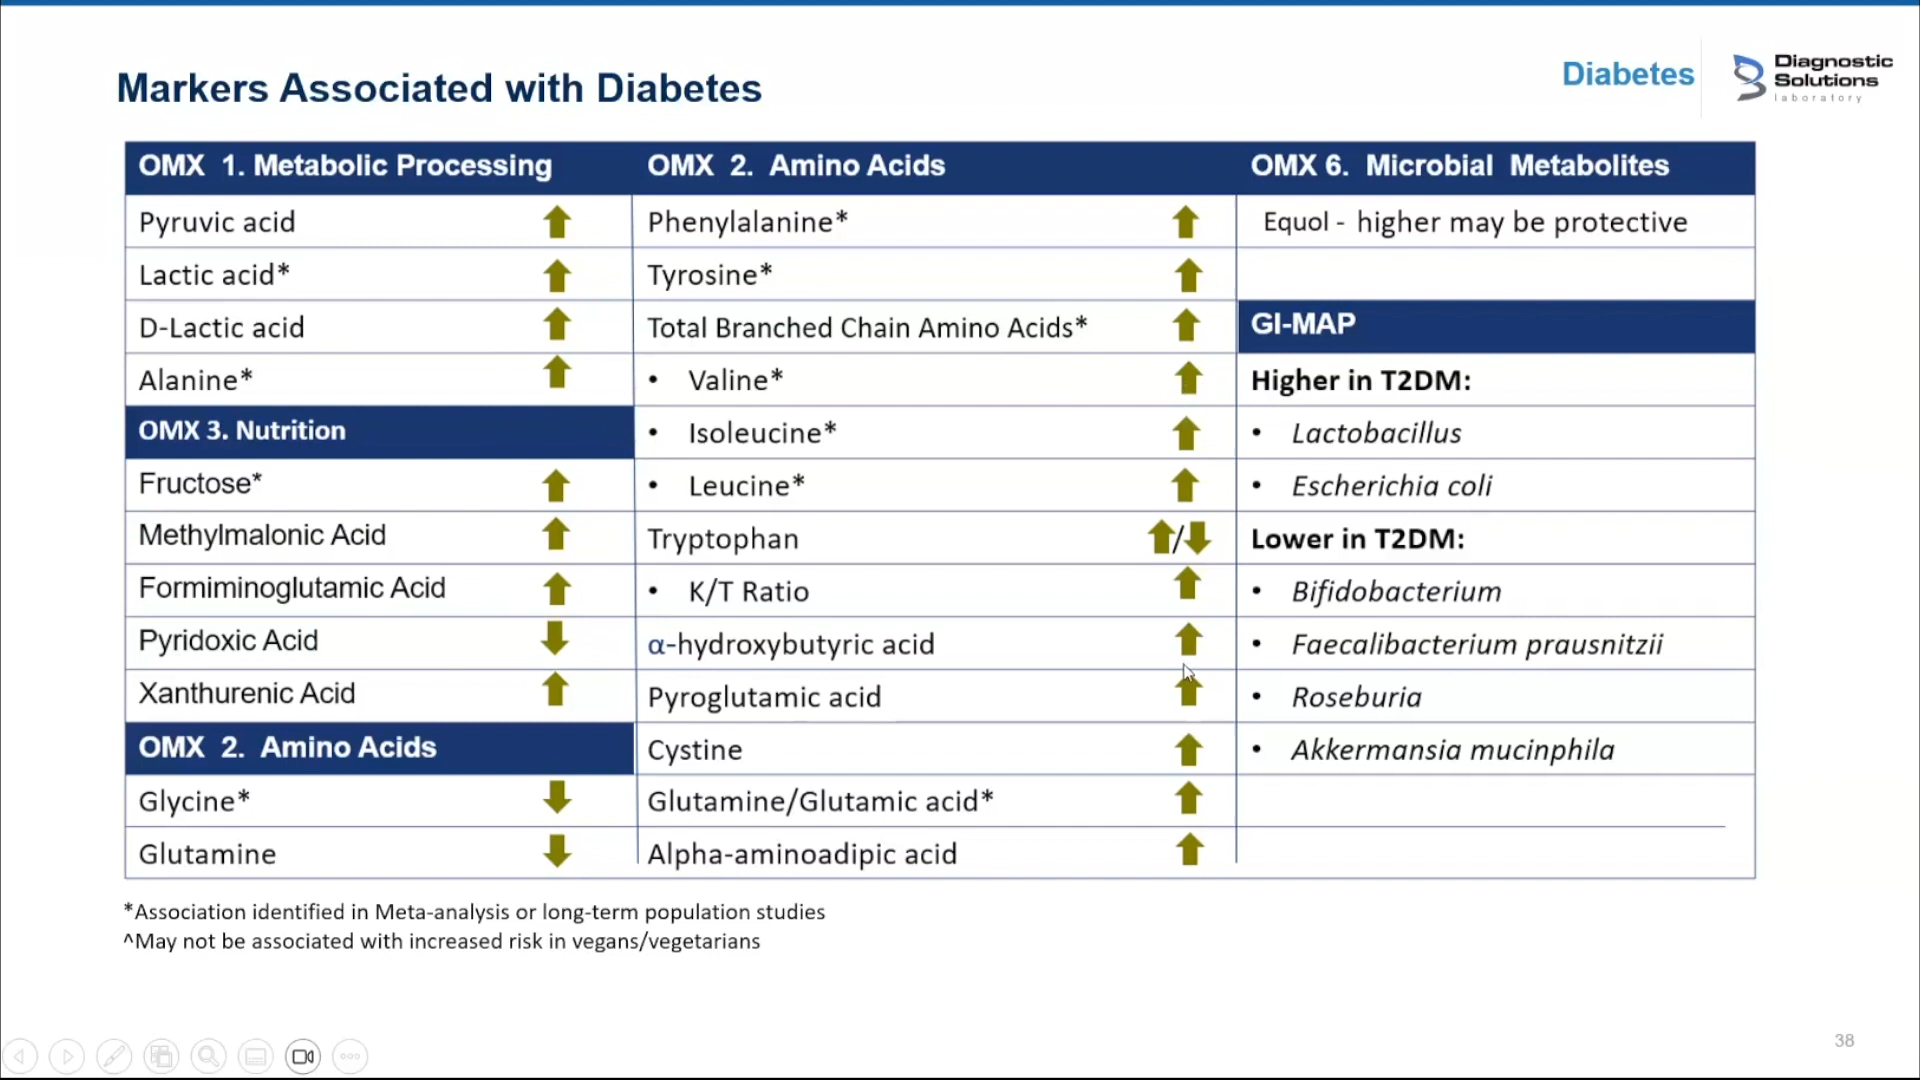 Markers Associated with Diabetes
Diabetes
Diagnostic
Solutions
laboratory
OMX 1. Metabolic Processing
Pyruvic acid
Lactic acid*
D-Lactic acid
Alanine*
OMX 3. Nutrition
Fructose*
Methylmalonic Acid
Formiminoglutamic Acid
Pyridoxic Acid
Xanthurenic Acid
OMX 2. Amino Acids
Glycine*
Glutamine
OMX 2. Amino Acids
Phenylalanine*
Tyrosine*
Total Branched Chain Amino Acids*
• Valine*
• Isoleucine*
• Leucine*
Tryptophan /
• K/T Ratio
α-hydroxybutyric acid
Pyroglutamic acid
Cystine
Glutamine/Glutamic acid*
Alpha-aminoadipic acid
OMX 6. Microbial Metabolites
Equol - higher may be protective
GI-MAP
Higher in T2DM:
• Lactobacillus
• Escherichia coli
Lower in T2DM:
• Bifidobacterium
• Faecalibacterium prausnitzii
• Roseburia
• Akkermansia mucinphila
*Association identified in Meta-analysis or long-term population studies
^May not be associated with increased risk in vegans/vegetarians
38